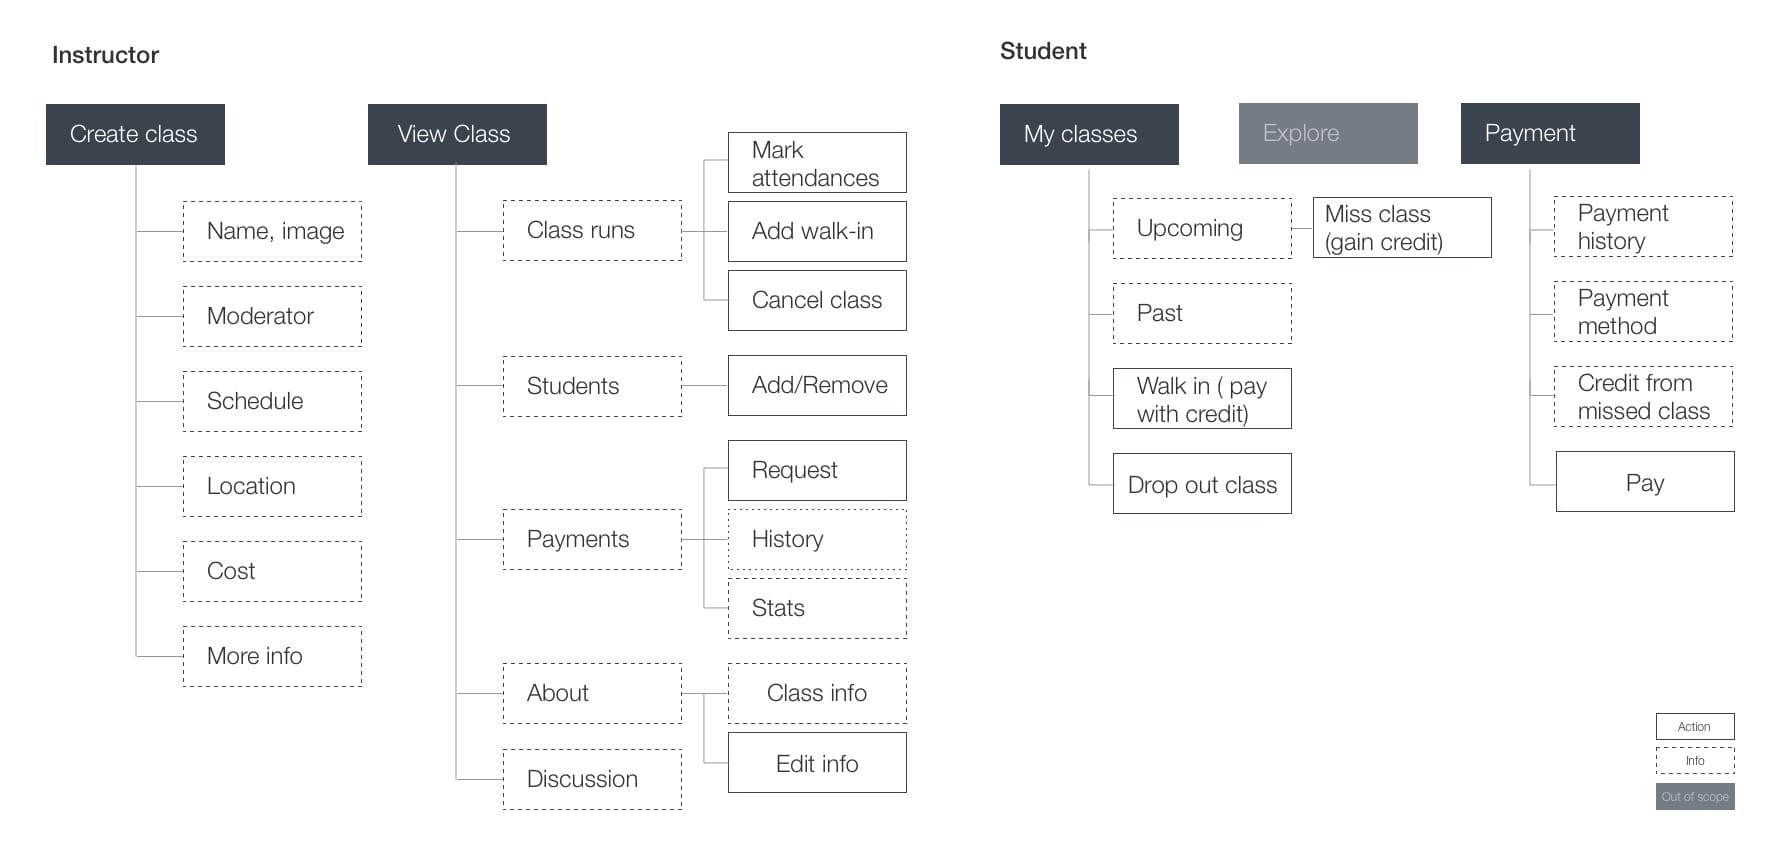 Instructor
Create class
Name, image
Moderator
Schedule
Location
Cost
More info
View Class
Class runs
Mark
attendances
Add walk-in
Cancel class
Students
Add/Remove
Payments
Request
History
Stats
About
Class info
Edit info
Discussion
Student
My classes
Upcoming
Miss class
(gain credit)
Past
Walk in ( pay
with credit)
Drop out class
Explore
Payment
Payment
history
Payment
method
Credit from
missed class
Pay
Action
Info
Out of scope